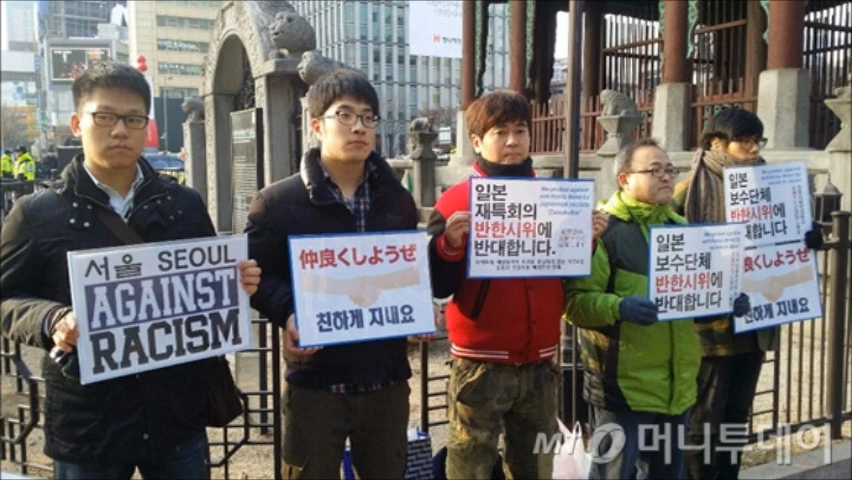 서울 SEOUL
AGAINST
RACISM
仲良くしようぜ
친하게 지내요
일본
재특회의
반한시위에
반대합니다.
일본
보수단체
반한시위에
반대합니다
일본
보수단체
반한시위에
반대합니다
仲良くしようぜ
친하게 지내요
머니투데이